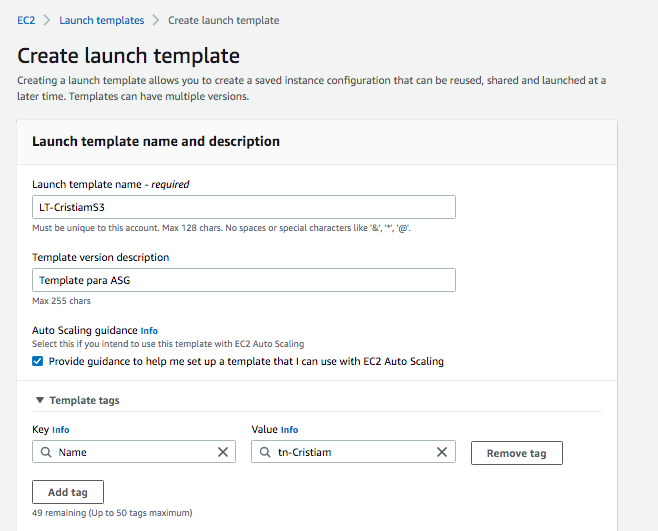 EC2 > Launch templates > Create launch template
Create launch template
Creating a launch template allows you to create a saved instance configuration that can be reused, shared and launched at a
later time. Templates can have multiple versions.
Launch template name and description
Launch template name - required
LT-CristiamS3
Must be unique to this account. Max 128 chars. No spaces or special characters like '&', '*', '@'.
Template version description
Template para ASG
Max 255 chars
Auto Scaling guidance Info
Select this if you intend to use this template with EC2 Auto Scaling
Provide guidance to help me set up a template that I can use with EC2 Auto Scaling
Template tags
Key Info Value Info
Name tn-Cristiam Remove tag
Add tag
49 remaining (Up to 50 tags maximum)